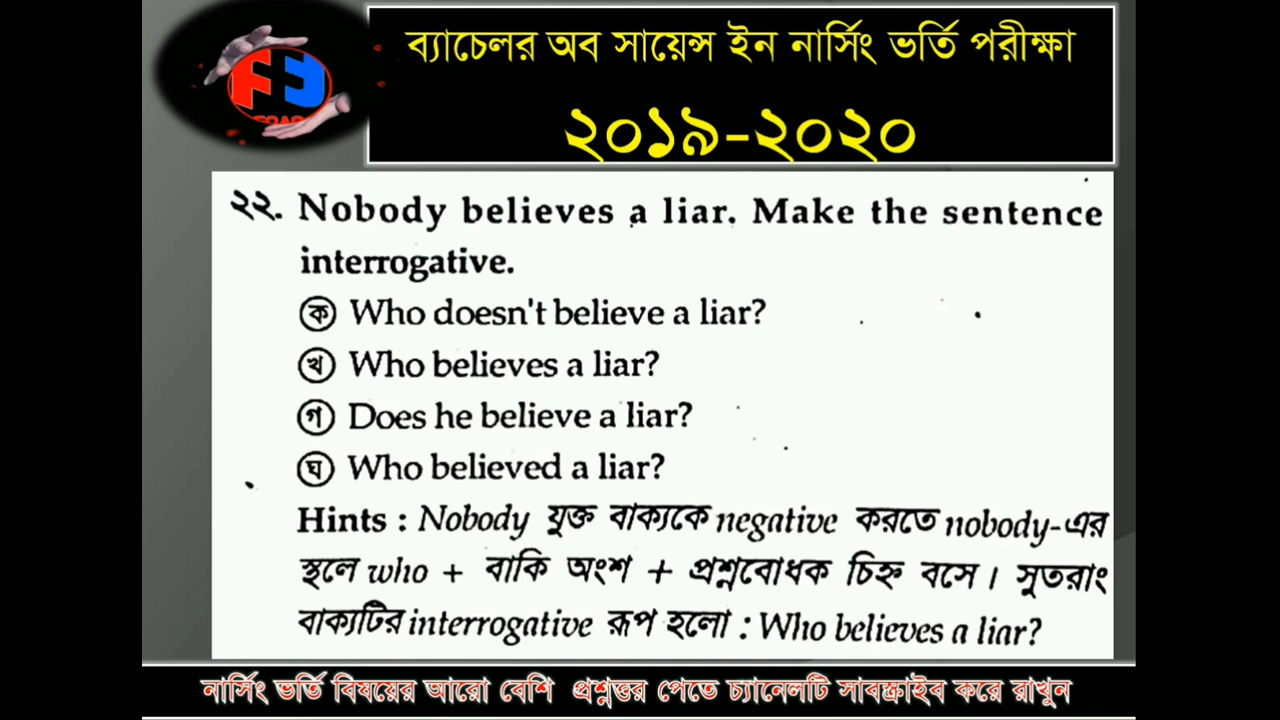 ব্যাচেলর অব সায়েন্স ইন নার্সিং ভর্তি পরীক্ষা
২০১৯-২০২০
২২. Nobody believes a liar. Make the sentence
interrogative.
ক Who doesn't believe a liar?
খ Who believes a liar?
গ Does he believe a liar?
ঘ Who believed a liar?
Hints : Nobody যুক্ত বাক্যকে negative করতে nobody-এর
স্থলে who + বাকি অংশ + প্রশ্নবোধক চিহ্ন বসে। সুতরাং
বাক্যটির interrogative রূপ হলো : Who believes a liar?
নার্সিং ভর্তি বিষয়ের আরো বেশি প্রশ্নত্তর পেতে চ্যানেলটি সাবস্ক্রাইব করে রাখুন